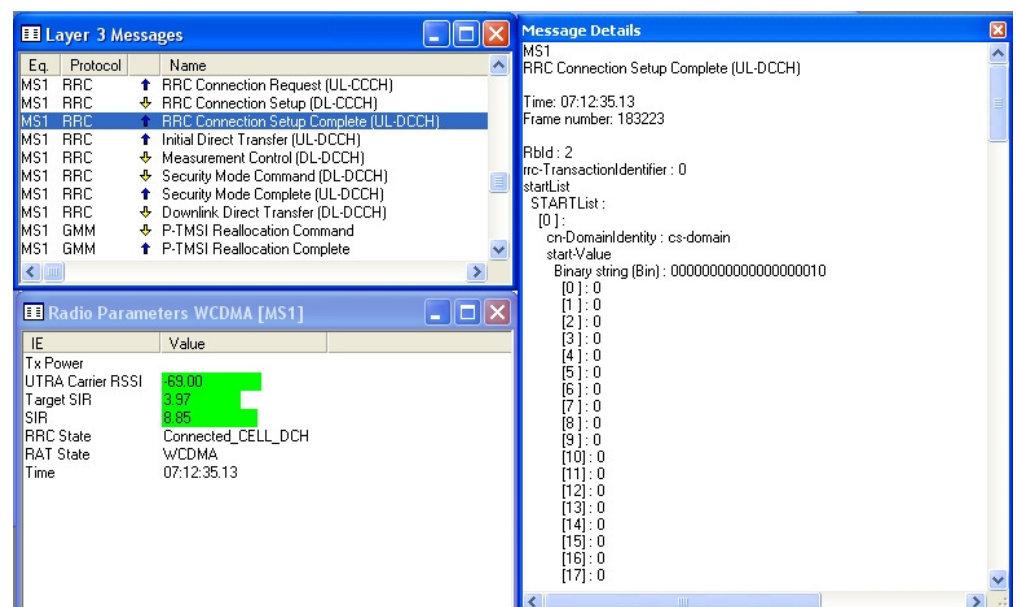 Layer 3 Messages
Eq. Protocol Name
MS1 RRC RRC Connection Request (UL-CCCH)
MS1 RRC RRC Connection Setup (DL-CCCH)
MS1 RRC RRC Connection Setup Complete (UL-DCCH)
MS1 RRC Initial Direct Transfer (UL-DCCH)
MS1 RRC Measurement Control (DL-DCCH)
MS1 RRC Security Mode Command (DL-DCCH)
MS1 RRC Security Mode Complete (UL-DCCH)
MS1 RRC Downlink Direct Transfer (DL-DCCH)
MS1 GMM P-TMSI Reallocation Command
MS1 GMM P-TMSI Reallocation Complete
Radio Parameters WCDMA [MS1]
IE Value
Tx Power
UTRA Carrier RSSI -69.00
Target SIR 3.97
SIR 8.85
RRC State Connected_CELL_DCH
RAT State WCDMA
Time 07:12:35.13
Message Details
MS1
RRC Connection Setup Complete (UL-DCCH)
Time: 07:12:35.13
Frame number: 183223
RbId : 2
rrc-TransactionIdentifier : 0
startList
STARTList :
[0 ] :
cn-DomainIdentity : cs-domain
start-Value
Binary string (Bin) : 00000000000000000010
[0 ] : 0
[1 ] : 0
[2 ] : 0
[3 ] : 0
[4 ] : 0
[5 ] : 0
[6 ] : 0
[7 ] : 0
[8 ] : 0
[9 ] : 0
[10] : 0
[11] : 0
[12] : 0
[13] : 0
[14] : 0
[15] : 0
[16] : 0
[17] : 0